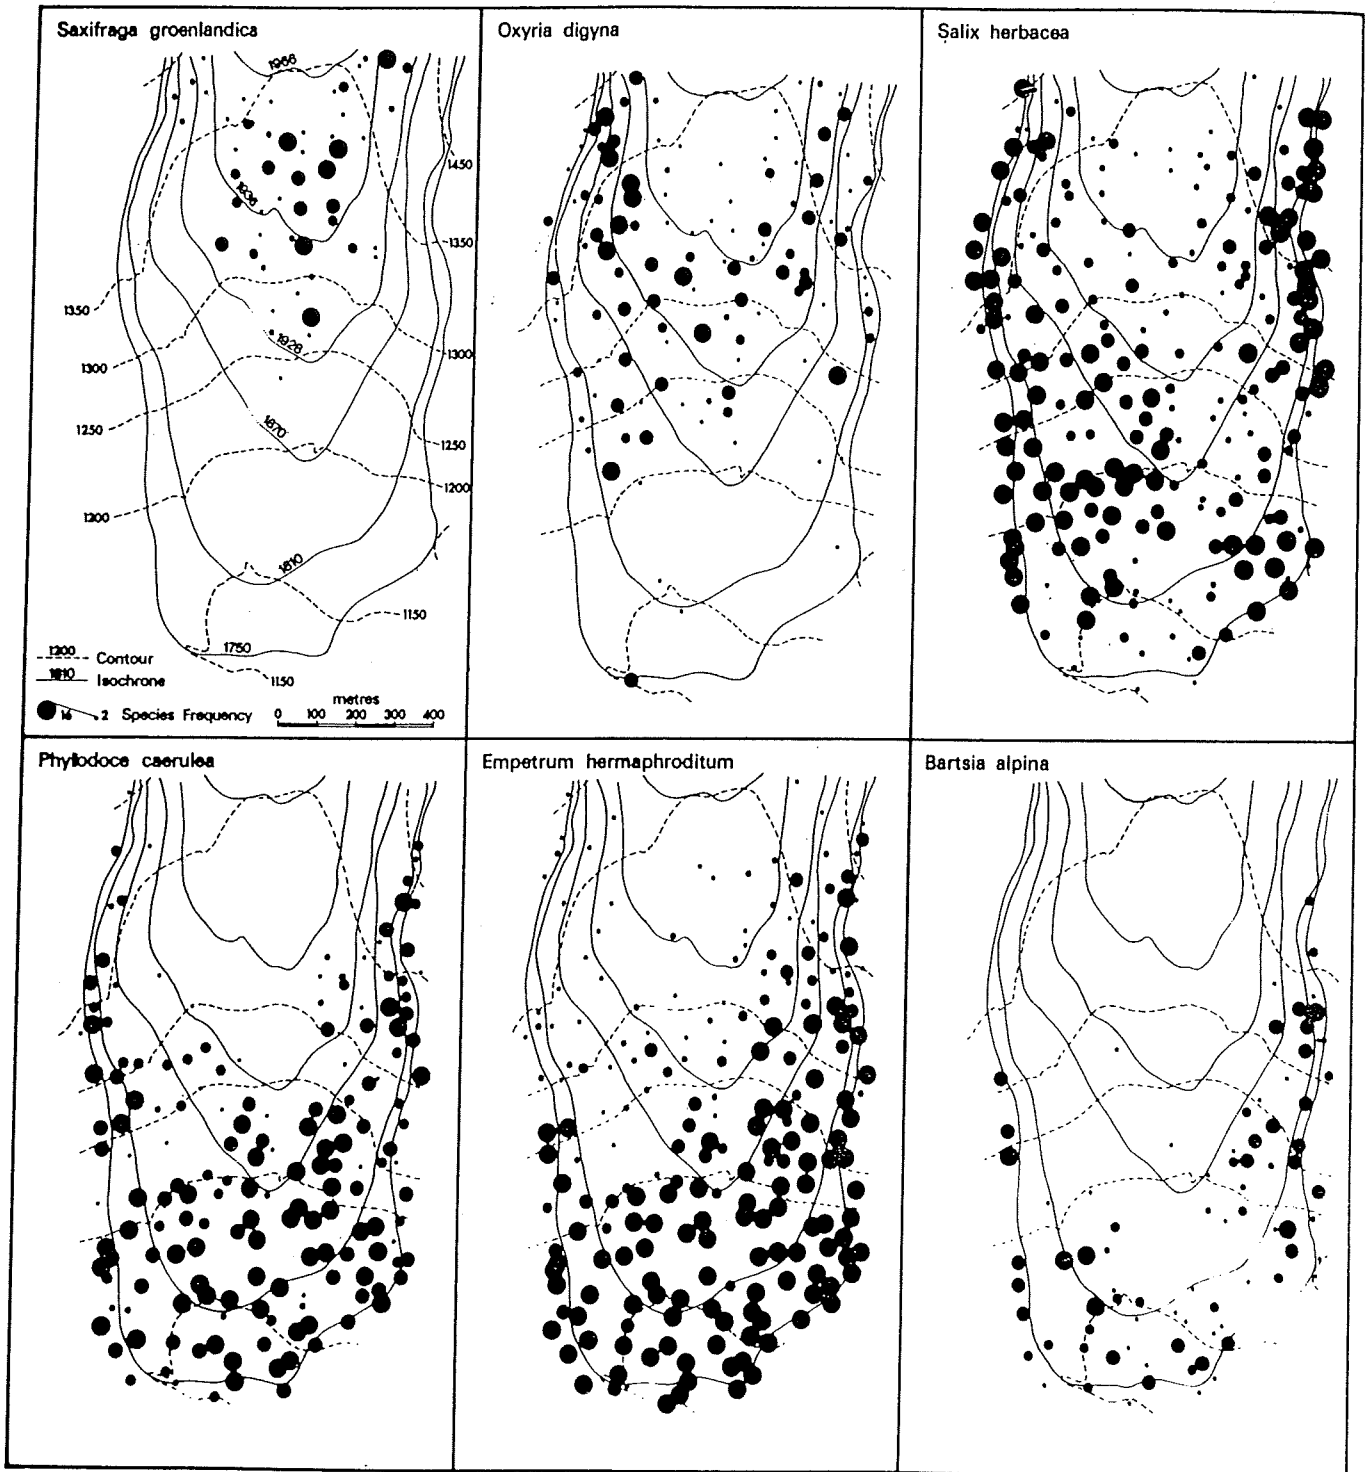 Saxifraga groenlandica
Oxyria digyna
Salix herbacea
1966
1450
1936
1350
1350
1928
1300
1300
1870
1250
1250
1200
1200
1810
1150
1750
1150
1200 Contour
1810 Isochrone
16 2 Species Frequency
metres
0 100 200 300 400
Phyllodoce caerulea
Empetrum hermaphroditum
Bartsia alpina